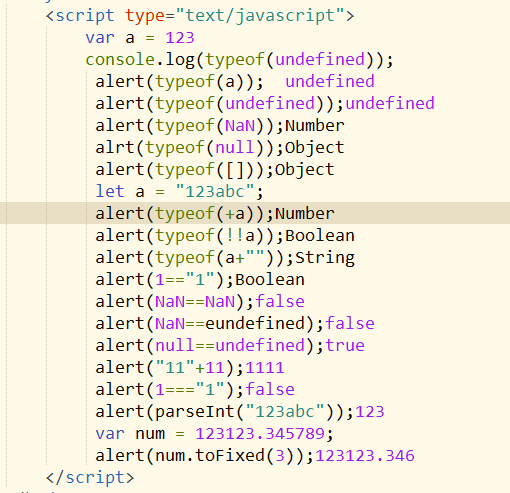 <script type="text/javascript">
var a = 123
console.log(typeof(undefined));
alert(typeof(a));  undefined
alert(typeof(undefined));undefined
alert(typeof(NaN));Number
alrt(typeof(null));Object
alert(typeof([]));Object
let a = "123abc";
alert(typeof(+a));Number
alert(typeof(!!a));Boolean
alert(typeof(a+""));String
alert(1=="1");Boolean
alert(NaN==NaN);false
alert(NaN==eundefined);false
alert(null==undefined);true
alert("11"+11);1111
alert(1==="1");false
alert(parseInt("123abc"));123
var num = 123123.345789;
alert(num.toFixed(3));123123.346
</script>